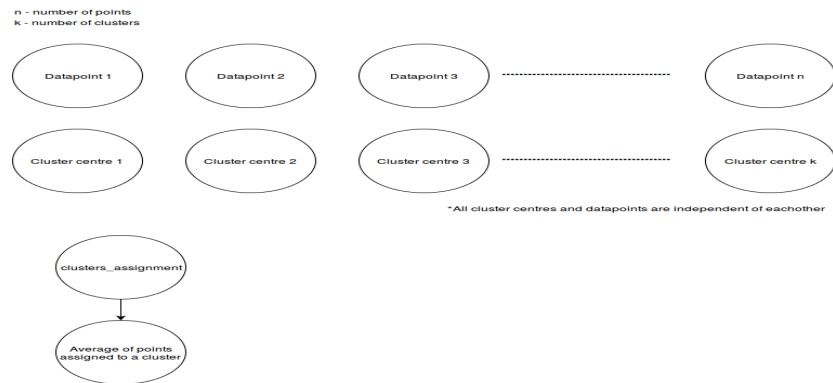 n - number of points
k - number of clusters
Datapoint 1
Datapoint 2
Datapoint 3
Datapoint n
Cluster centre 1
Cluster centre 2
Cluster centre 3
Cluster centre k
*All cluster centres and datapoints are independent of eachother
clusters_assignment
Average of points
assigned to a cluster